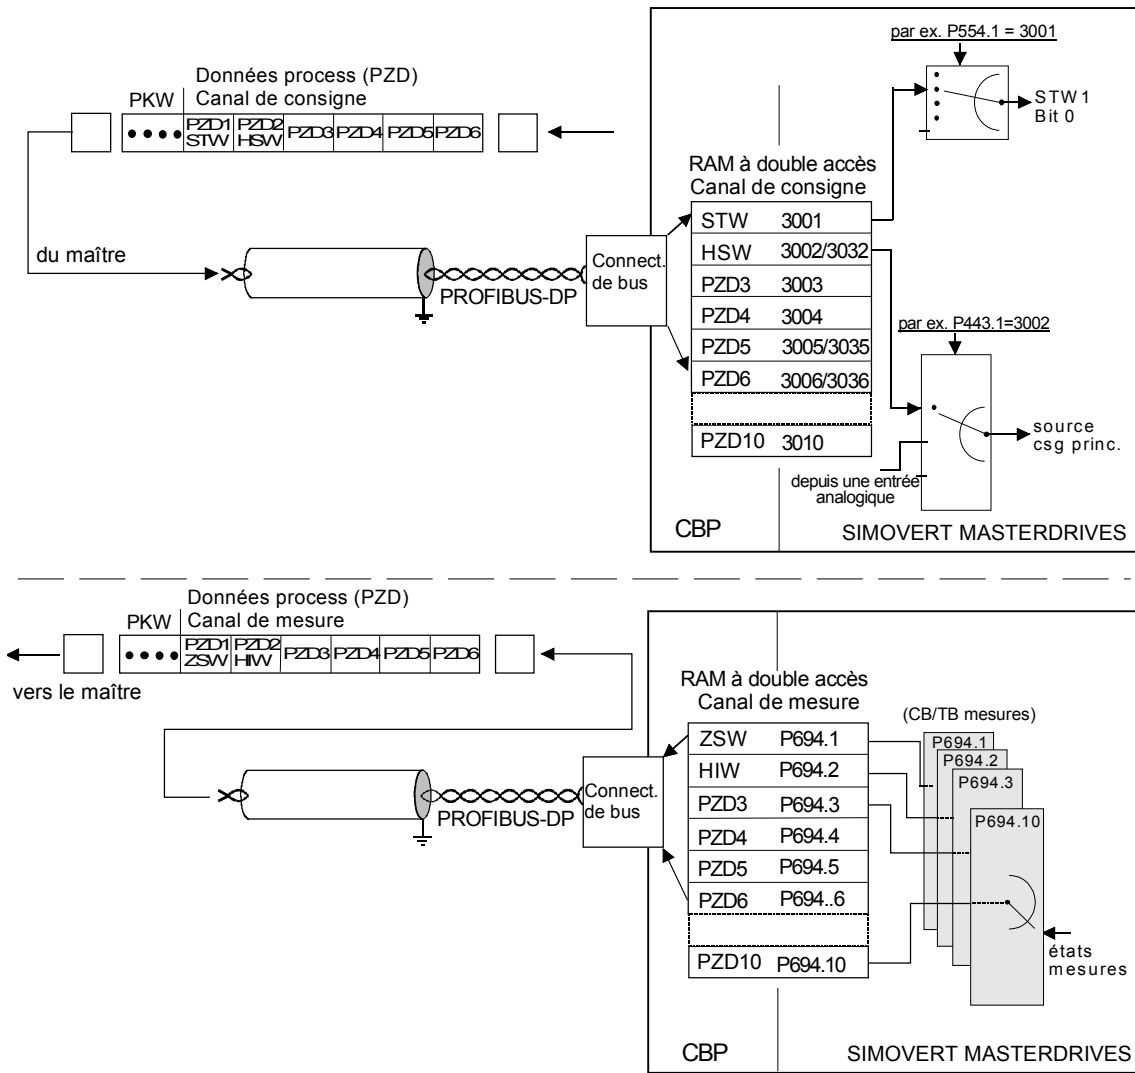 par ex. P554.1 = 3001
STW1
Bit 0
Données process (PZD)
PKW Canal de consigne
PZD1 PZD2 PZD3 PZD4 PZD5 PZD6
STW HSW
du maître
PROFIBUS-DP
Connect.
de bus
RAM à double accès
Canal de consigne
STW 3001
HSW 3002/3032
PZD3 3003
PZD4 3004
PZD5 3005/3035
PZD6 3006/3036
PZD10 3010
par ex. P443.1=3002
source
csg princ.
depuis une entrée
analogique
CBP SIMOVERT MASTERDRIVES
Données process (PZD)
PKW Canal de mesure
PZD1 PZD2 PZD3 PZD4 PZD5 PZD6
ZSW HIW
vers le maître
PROFIBUS-DP
Connect.
de bus
RAM à double accès
Canal de mesure
ZSW P694.1
HIW P694.2
PZD3 P694.3
PZD4 P694.4
PZD5 P694.5
PZD6 P694..6
PZD10 P694.10
(CB/TB mesures)
P694.1
P694.2
P694.3
P694.10
états
mesures
CBP SIMOVERT MASTERDRIVES